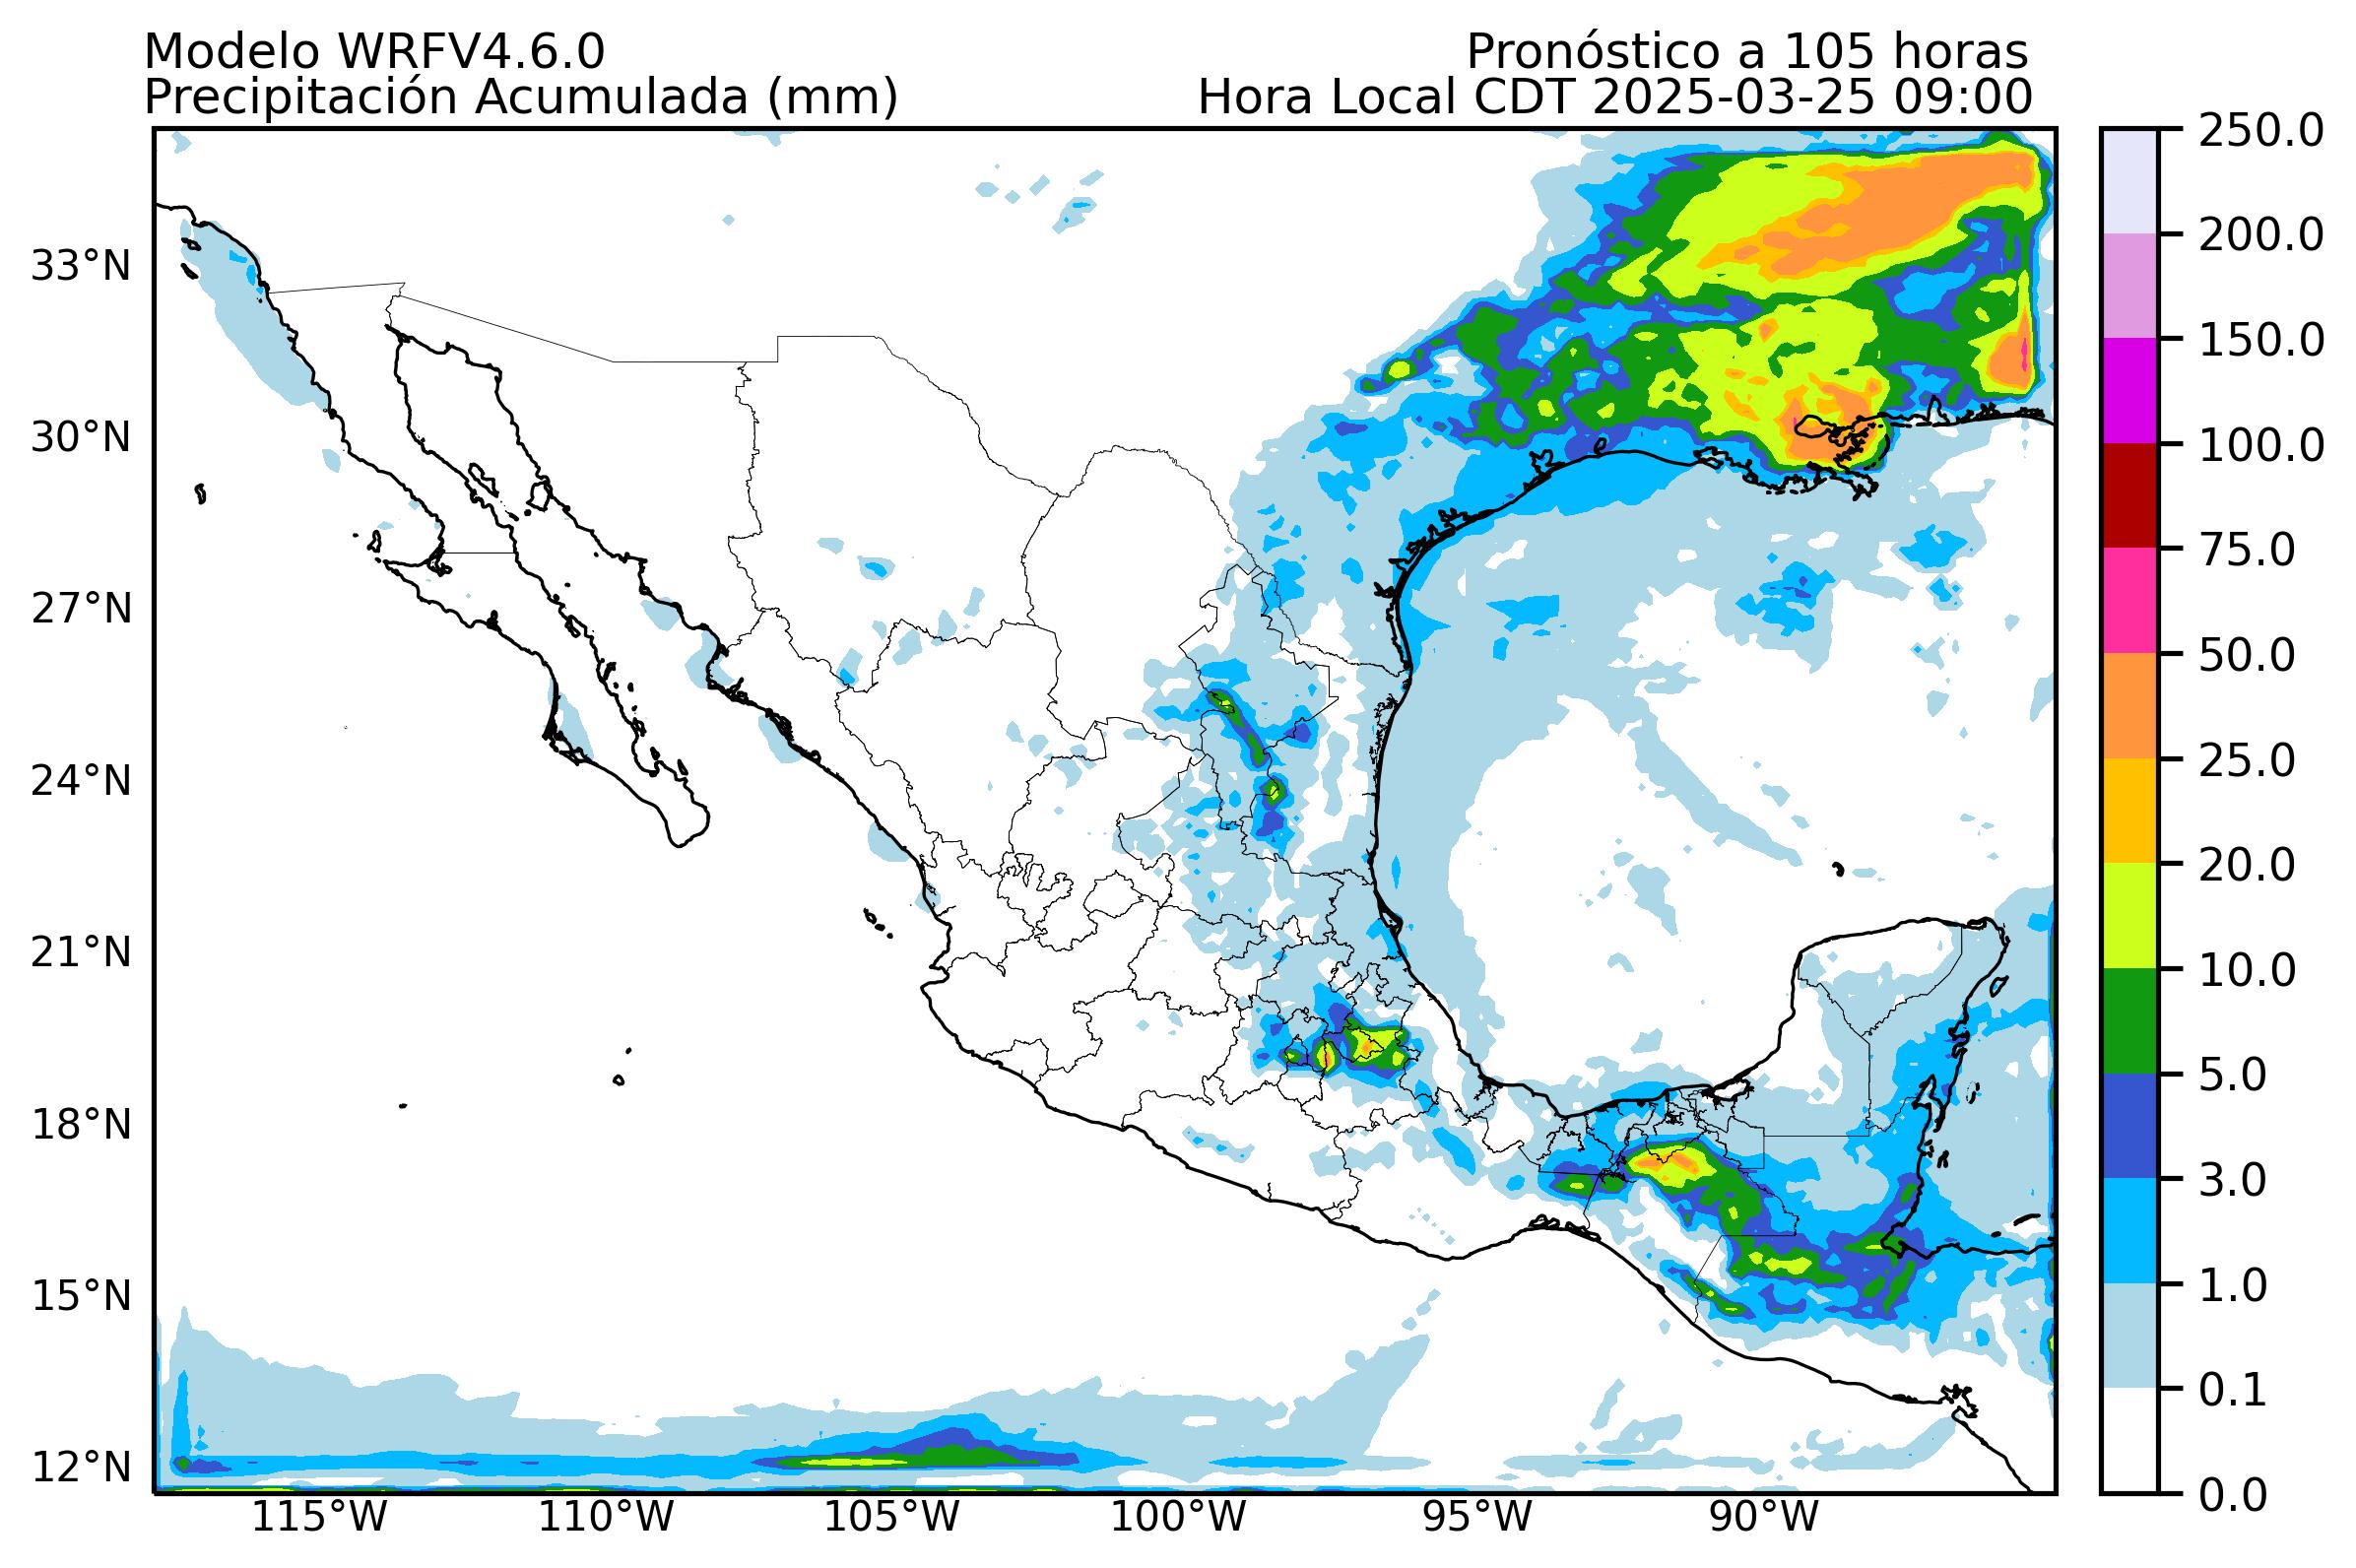 Modelo WRFV4.6.0
Pronóstico a 105 horas
Precipitación Acumulada (mm)
Hora Local CDT 2025-03-25 09:00
33°N
30°N
27°N
24°N
21°N
18°N
15°N
12°N
115°W
110°W
105°W
100°W
95°W
90°W
250.0
200.0
150.0
100.0
75.0
50.0
25.0
20.0
10.0
5.0
3.0
1.0
0.1
0.0